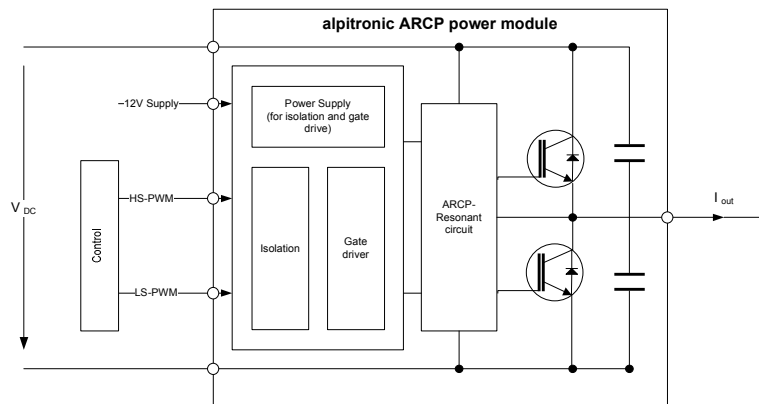 alpitronic ARCP power module
−12V Supply
Power Supply
(for isolation and gate
drive)
V DC
Control
HS-PWM
LS-PWM
Isolation
Gate
driver
ARCP-
Resonant
circuit
I out